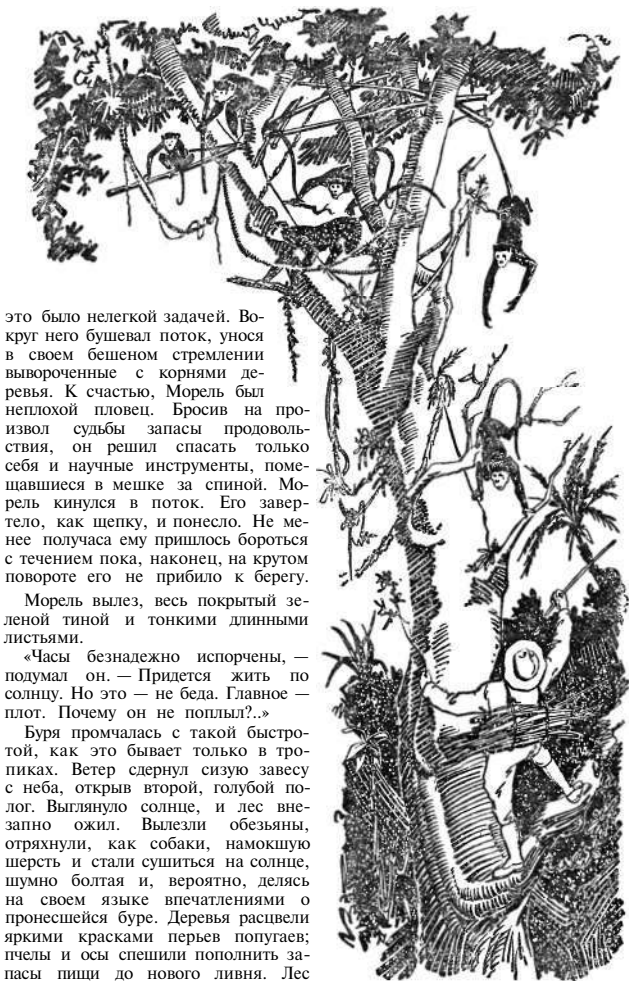 это было нелегкой задачей. Во-
круг него бушевал поток, унося
в своем бешеном стремлении
вывороченные с корнями де-
ревья. К счастью, Морель был
неплохой пловец. Бросив на про-
извол судьбы запасы продоволь-
ствия, он решил спасать только
себя и научные инструменты, поме-
щавшиеся в мешке за спиной. Мо-
рель кинулся в поток. Его завер-
тело, как щепку, и понесло. Не ме-
нее получаса ему пришлось бороться
с течением пока, наконец, на крутом
повороте его не прибило к берегу.
Морель вылез, весь покрытый зе-
леной тиной и тонкими длинными
листьями.
«Часы безнадежно испорчены, —
подумал он. — Придется жить по
солнцу. Но это — не беда. Главное —
плот. Почему он не поплыл?..»
Буря промчалась с такой быстро-
той, как это бывает только в тро-
пиках. Ветер сдернул сизую завесу
с неба, открыв второй, голубой по-
лог. Выглянуло солнце, и лес вне-
запно ожил. Вылезли обезьяны,
отряхнули, как собаки, намокшую
шерсть и стали сушиться на солнце,
шумно болтая и, вероятно, делясь
на своем языке впечатлениями о
пронесшейся буре. Деревья расцвели
яркими красками перьев попугаев;
пчелы и осы спешили пополнить за-
пасы пищи до нового ливня. Лес